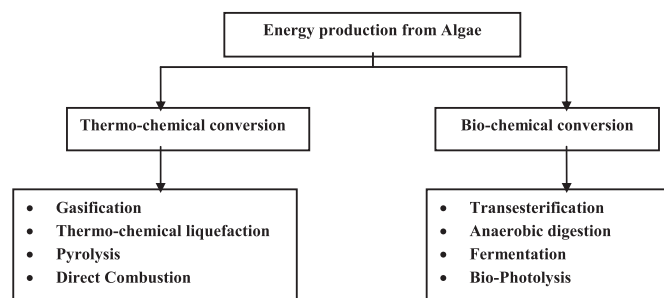 Energy production from Algae
Thermo-chemical conversion
Bio-chemical conversion
• Gasification
• Thermo-chemical liquefaction
• Pyrolysis
• Direct Combustion
• Transesterification
• Anaerobic digestion
• Fermentation
• Bio-Photolysis